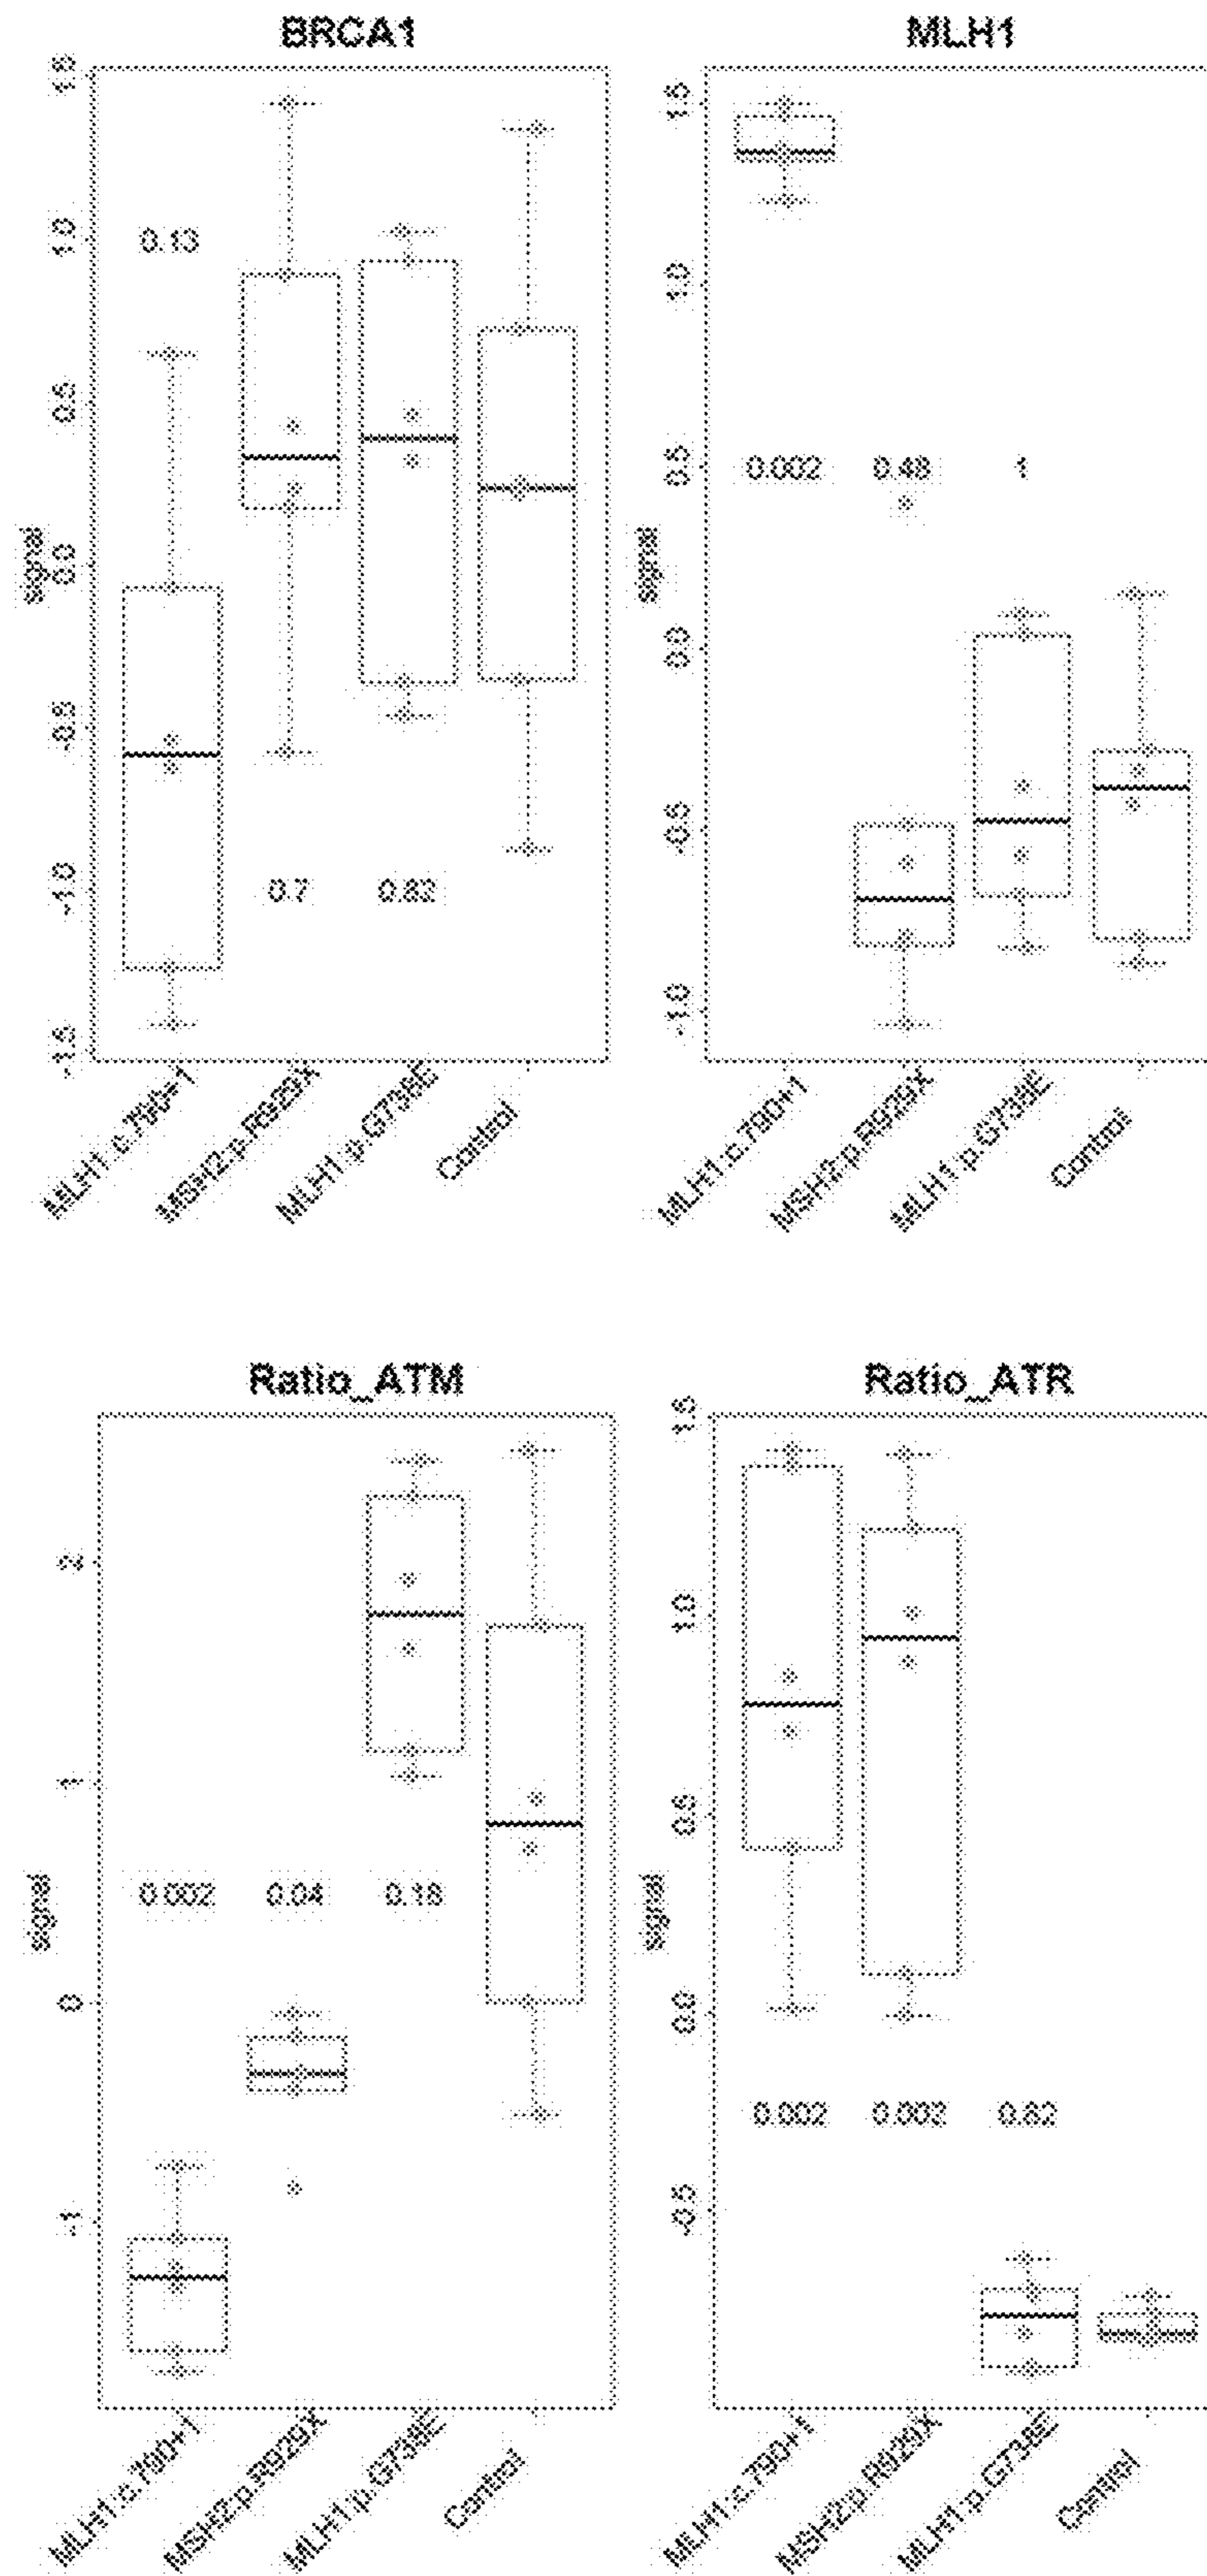 BRCA1
MLH1
1.5
1.0
0.5
0.0
-0.5
-1.0
-1.5
signal
0.13
0.7
0.82
MLH1:c.790+1
MSH2:p.R929X
MLH1:p.G736E
Control
1.5
1.0
0.5
0.0
-0.5
-1.0
signal
0.002
0.48
1
MLH1:c.790+1
MSH2:p.R929X
MLH1:p.G736E
Control
Ratio_ATM
Ratio_ATR
2
1
0
-1
signal
0.002
0.04
0.18
MLH1:c.790+1
MSH2:p.R929X
MLH1:p.G736E
Control
1.5
1.0
0.5
0.0
-0.5
signal
0.002
0.002
0.82
MLH1:c.790+1
MSH2:p.R929X
MLH1:p.G736E
Control